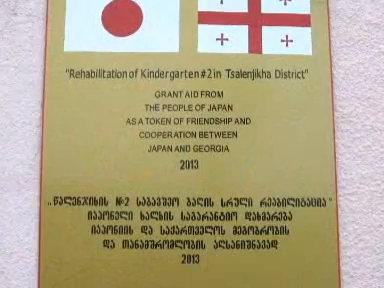 "Rehabilitation of Kindergarten #2 in Tsalenjikha District"
GRANT AID FROM
THE PEOPLE OF JAPAN
AS A TOKEN OF FRIENDSHIP AND
COOPERATION BETWEEN
JAPAN AND GEORGIA
2013
„წალენჯიხის №2 საბავშვო ბაღის სრული რეაბილიტაცია"
იაპონელი ხალხის საგარანტიო დახმარება
იაპონიის და საქართველოს მეგობრობის
და თანამშრომლობის აღსანიშნავად
2013